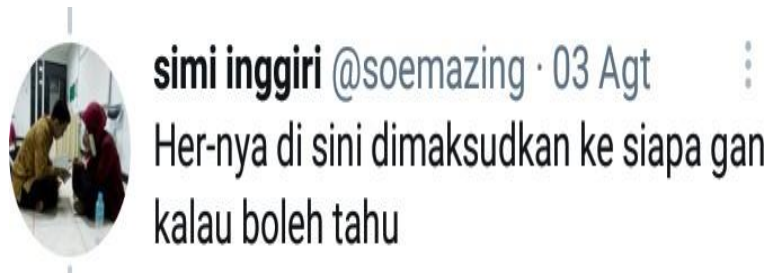 simi inggiri @soemazing · 03 Agt
Her-nya di sini dimaksudkan ke siapa gan
kalau boleh tahu